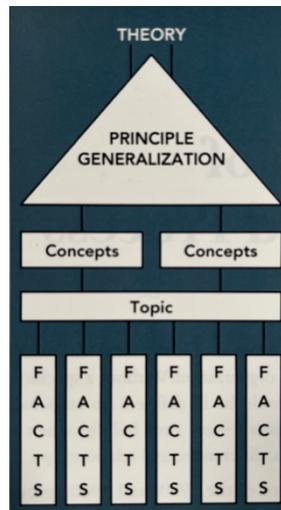 THEORY
PRINCIPLE
GENERALIZATION
Concepts Concepts
Topic
F F F F F F
A A A A A A
C C C C C C
T T T T T T
S S S S S S